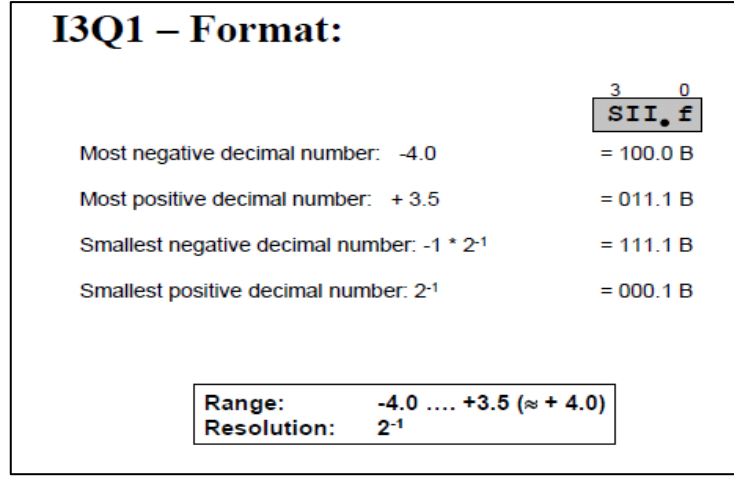 I3Q1 – Format:
3 0
SII.f
Most negative decimal number: -4.0 = 100.0 B
Most positive decimal number: + 3.5 = 011.1 B
Smallest negative decimal number: -1 * 2⁻¹ = 111.1 B
Smallest positive decimal number: 2⁻¹ = 000.1 B
Range: -4.0 .... +3.5 (≈ + 4.0)
Resolution: 2⁻¹